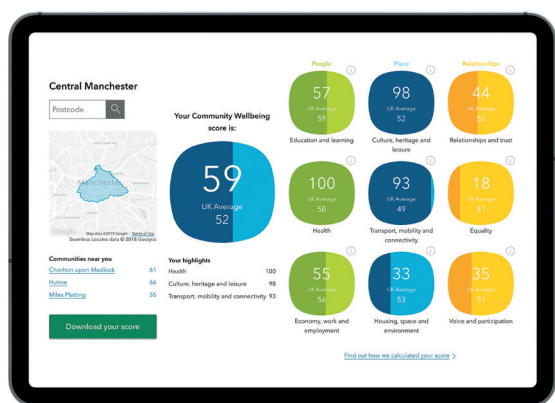 Central Manchester
Postcode
Manchester
Google
Map data ©2019 Google Terms of Use
Seamless Locales data © 2018 Geolytix
Communities near you
Chorlton upon Medlock 61
Hulme 66
Miles Platting 55
Download your score
Your Community Wellbeing
score is:
59
UK Average
52
Your highlights
Health 100
Culture, heritage and leisure 98
Transport, mobility and connectivity 93
People Place Relationships
57
UK Average
59
Education and learning
98
UK Average
52
Culture, heritage and
leisure
44
UK Average
52
Relationships and trust
100
UK Average
50
Health
93
UK Average
49
Transport, mobility and
connectivity
18
UK Average
51
Equality
55
UK Average
56
Economy, work and
employment
33
UK Average
53
Housing, space and
environment
35
UK Average
51
Voice and participation
Find out how we calculated your score >